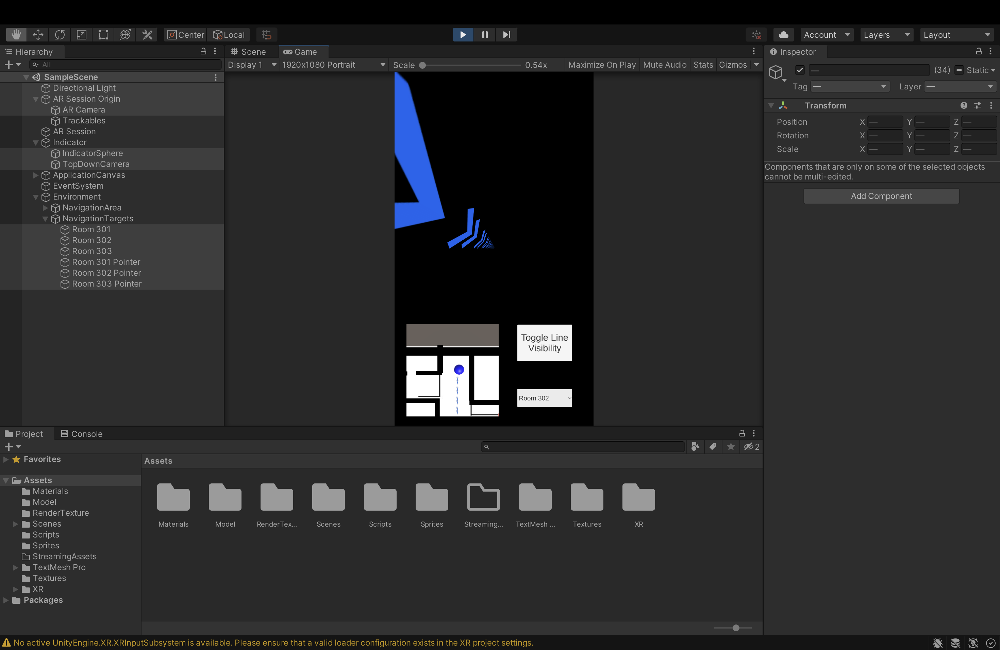 Center
Local
Account
Layers
Layout
Hierarchy
All
SampleScene
Directional Light
AR Session Origin
AR Camera
Trackables
AR Session
Indicator
IndicatorSphere
TopDownCamera
ApplicationCanvas
EventSystem
Environment
NavigationArea
NavigationTargets
Room 301
Room 302
Room 303
Room 301 Pointer
Room 302 Pointer
Room 303 Pointer
Scene
Game
Display 1
1920x1080 Portrait
Scale
0.54x
Maximize On Play
Mute Audio
Stats
Gizmos
Toggle Line
Visibility
Room 302
Inspector
—
(34)
Static
Tag —
Layer —
Transform
Position X — Y — Z —
Rotation X — Y — Z —
Scale X — Y — Z —
Components that are only on some of the selected objects
cannot be multi-edited.
Add Component
Project
Console
2
Favorites
Assets
Materials
Model
RenderTexture
Scenes
Scripts
Sprites
StreamingAssets
TextMesh Pro
Textures
XR
Packages
Assets
Materials
Model
RenderTex...
Scenes
Scripts
Sprites
Streaming...
TextMesh ...
Textures
XR
No active UnityEngine.XR.XRInputSubsystem is available. Please ensure that a valid loader configuration exists in the XR project settings.